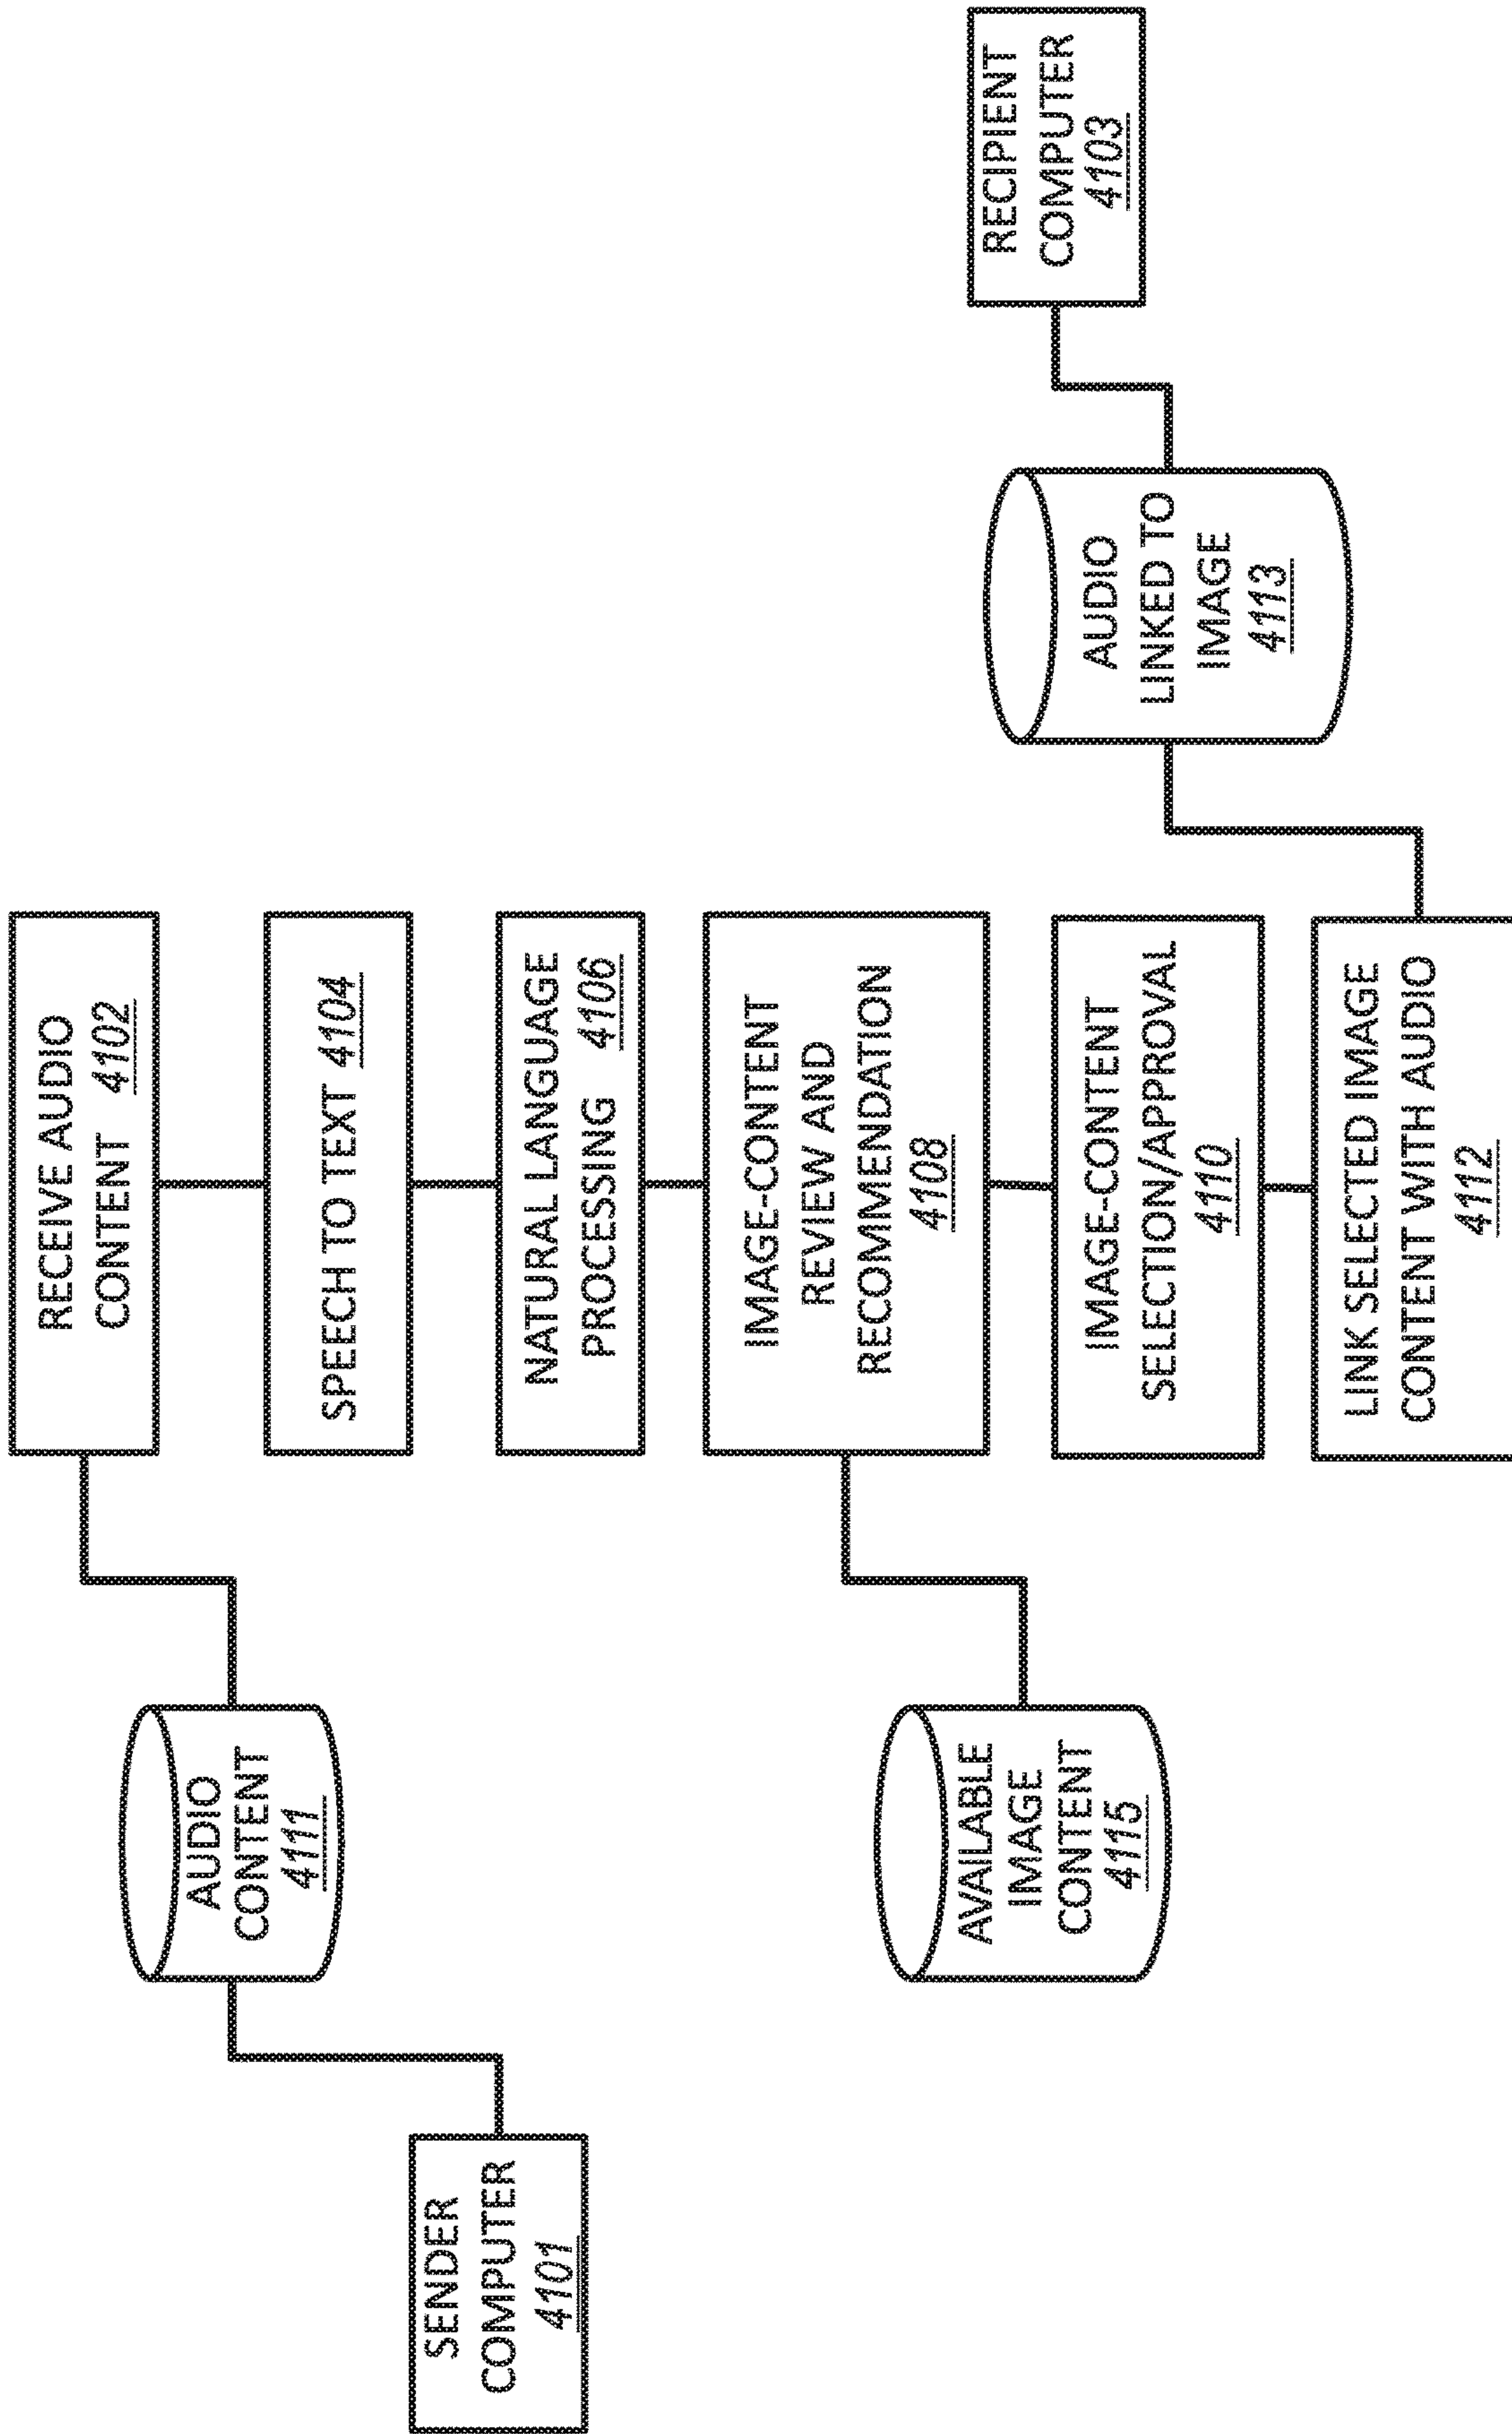 SENDER
COMPUTER
4101
AUDIO
CONTENT
4111
AVAILABLE
IMAGE
CONTENT
4115
RECEIVE AUDIO
CONTENT 4102
SPEECH TO TEXT 4104
NATURAL LANGUAGE
PROCESSING 4106
IMAGE-CONTENT
REVIEW AND
RECOMMENDATION
4108
IMAGE-CONTENT
SELECTION/APPROVAL
4110
LINK SELECTED IMAGE
CONTENT WITH AUDIO
4112
AUDIO
LINKED TO
IMAGE
4113
RECIPIENT
COMPUTER
4103